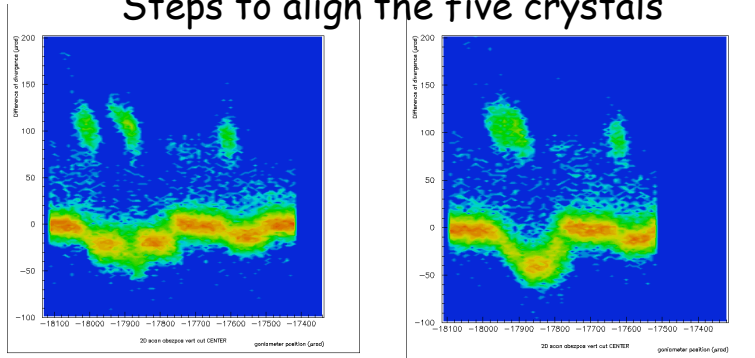 Steps to align the five crystals
Difference of divergence (μrad)
200
150
100
50
0
−50
−100
−18100 −18000 −17900 −17800 −17700 −17600 −17500 −17400
2D scan abszpos vert cut CENTER
goniometer position (μrad)
Difference of divergence (μrad)
200
150
100
50
0
−50
−100
−18100 −18000 −17900 −17800 −17700 −17600 −17500 −17400
2D scan abszpos vert cut CENTER
goniometer position (μrad)